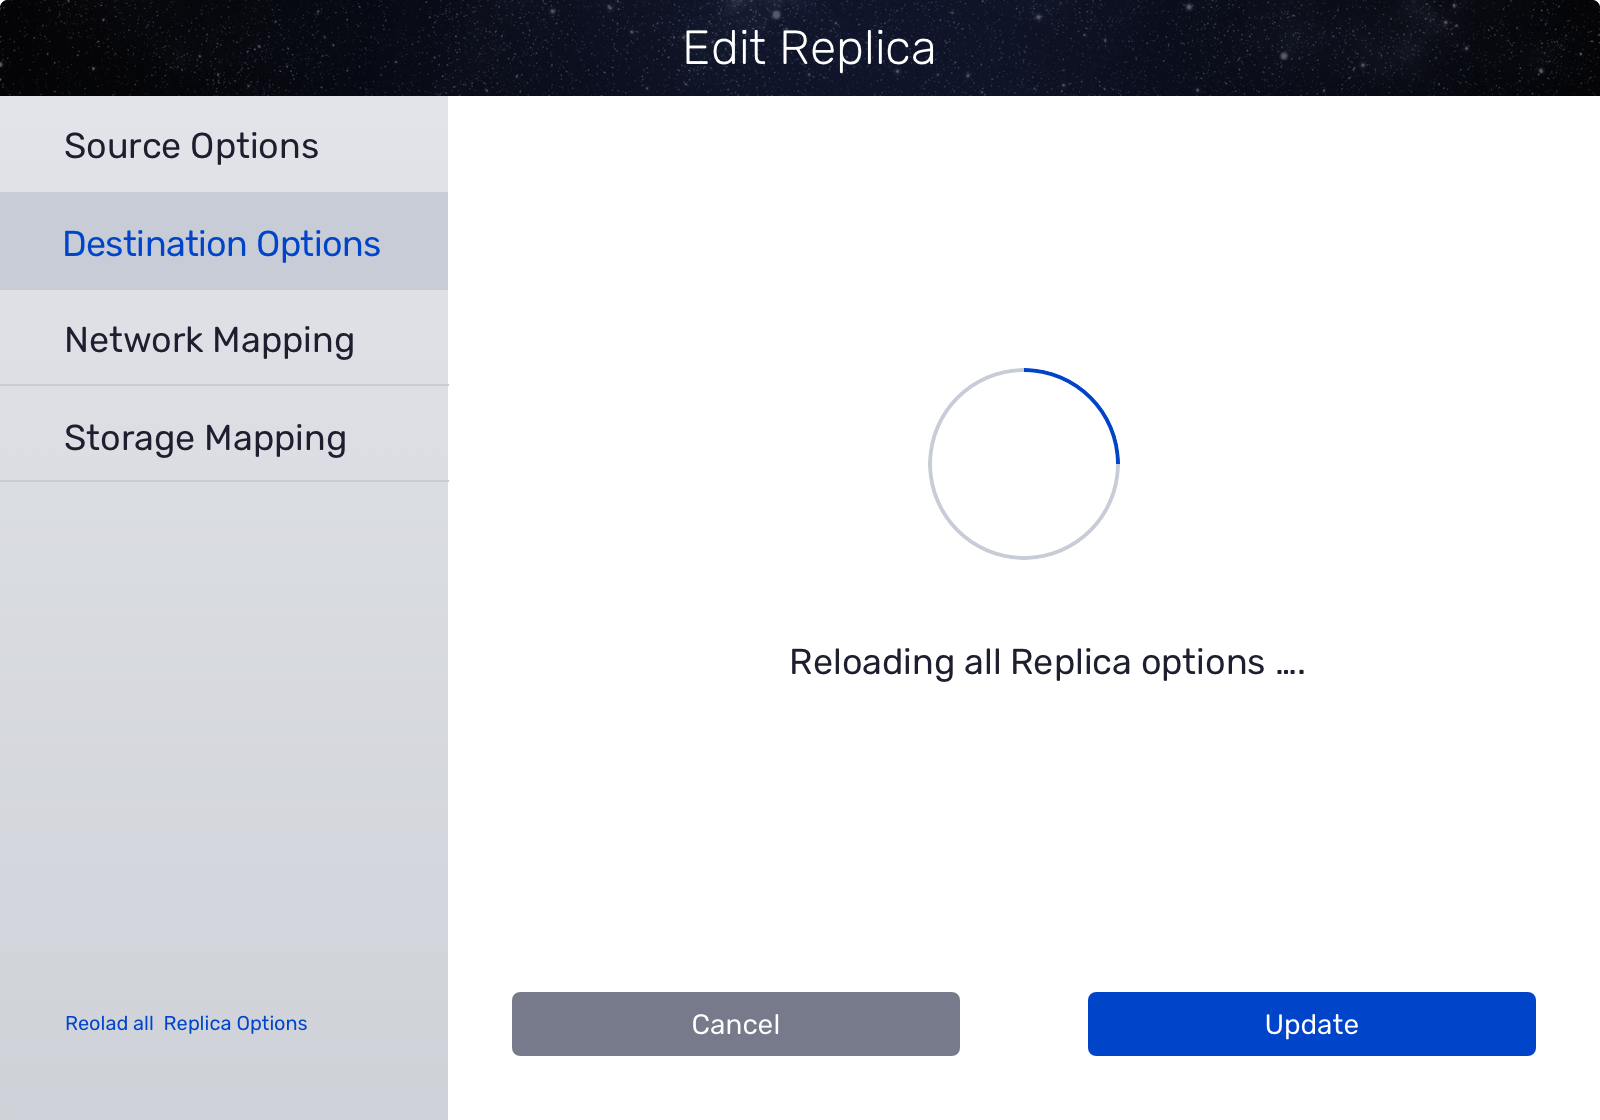 Edit Replica
Source Options
Destination Options
Network Mapping
Storage Mapping
Reloading all Replica options ....
Reolad all  Replica Options
Cancel
Update